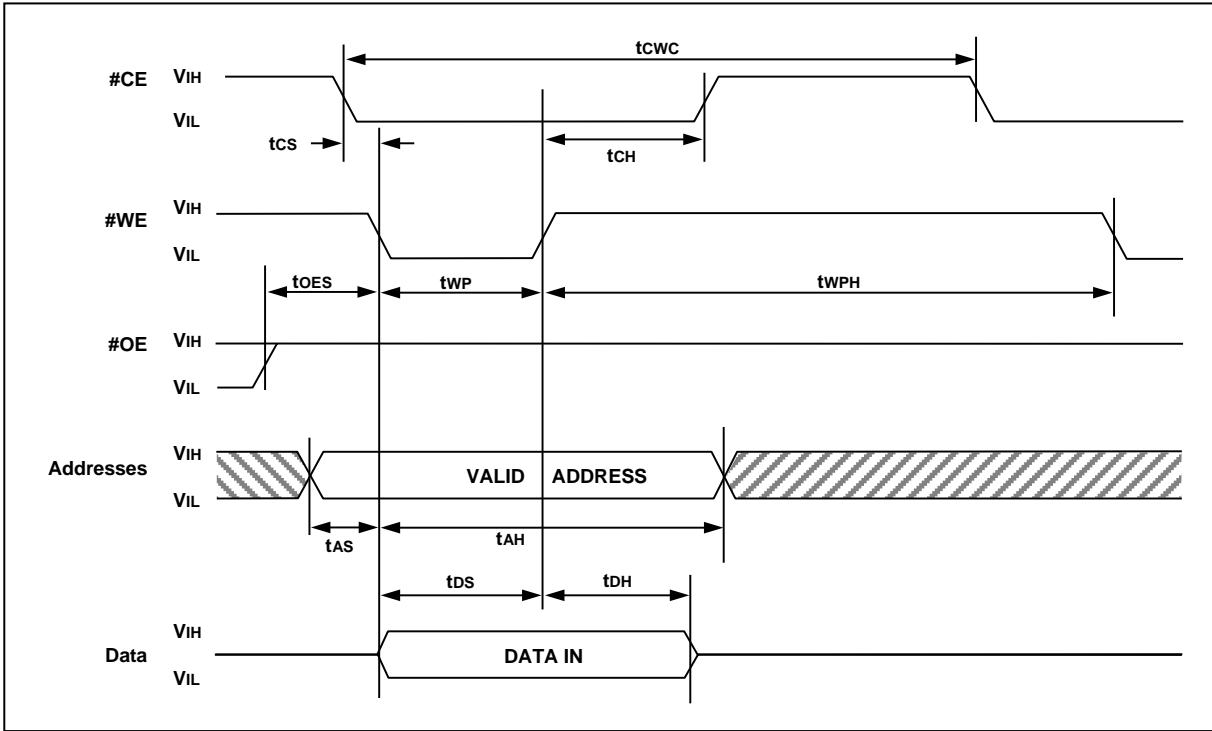 tCWC
#CE VIH
VIL
tCS
tCH
#WE VIH
VIL
tOES tWP tWPH
#OE VIH
VIL
Addresses VIH
VALID ADDRESS
VIL
tAS tAH
tDS tDH
VIH
Data DATA IN
VIL